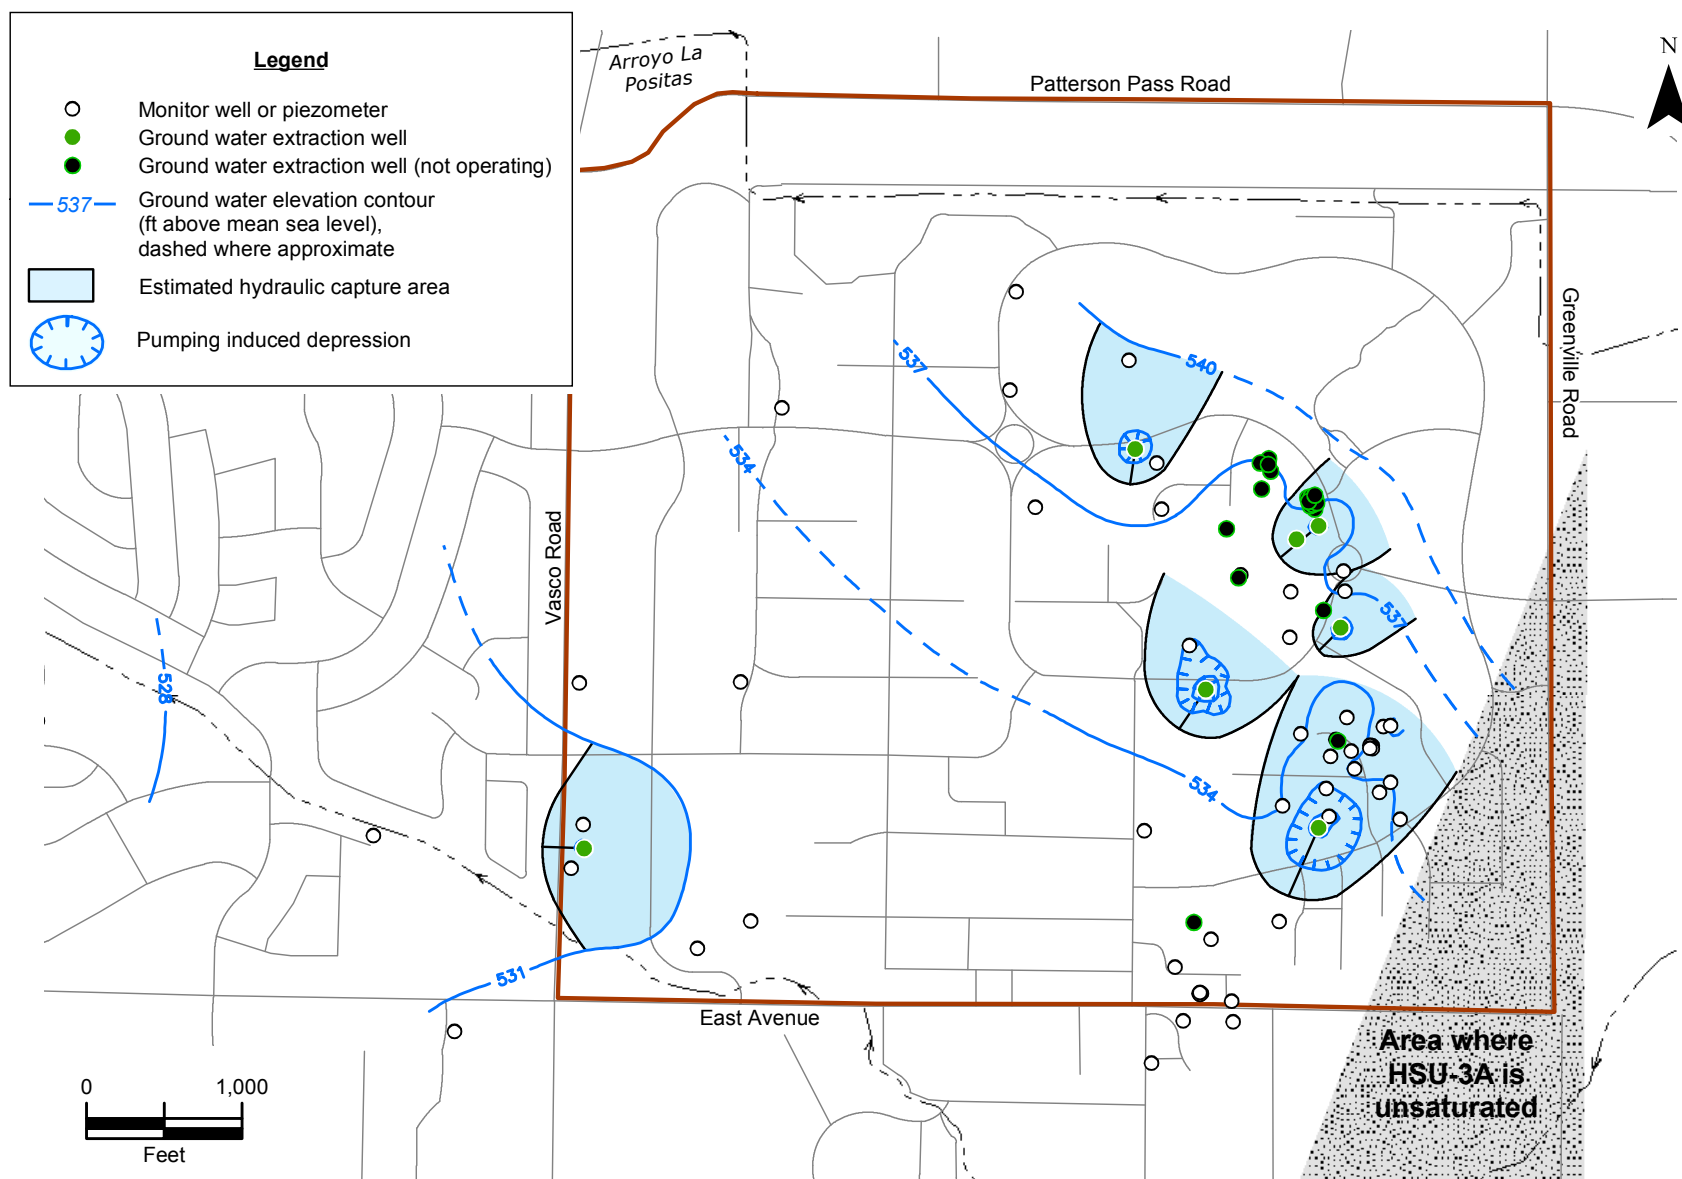 Legend
Monitor well or piezometer
Ground water extraction well
Ground water extraction well (not operating)
537
Ground water elevation contour
(ft above mean sea level),
dashed where approximate
Estimated hydraulic capture area
Pumping induced depression
Arroyo La
Positas
Patterson Pass Road
N
Greenville Road
540
537
534
Vasco Road
537
528
534
531
East Avenue
Area where
HSU-3A is
unsaturated
0 1,000
Feet